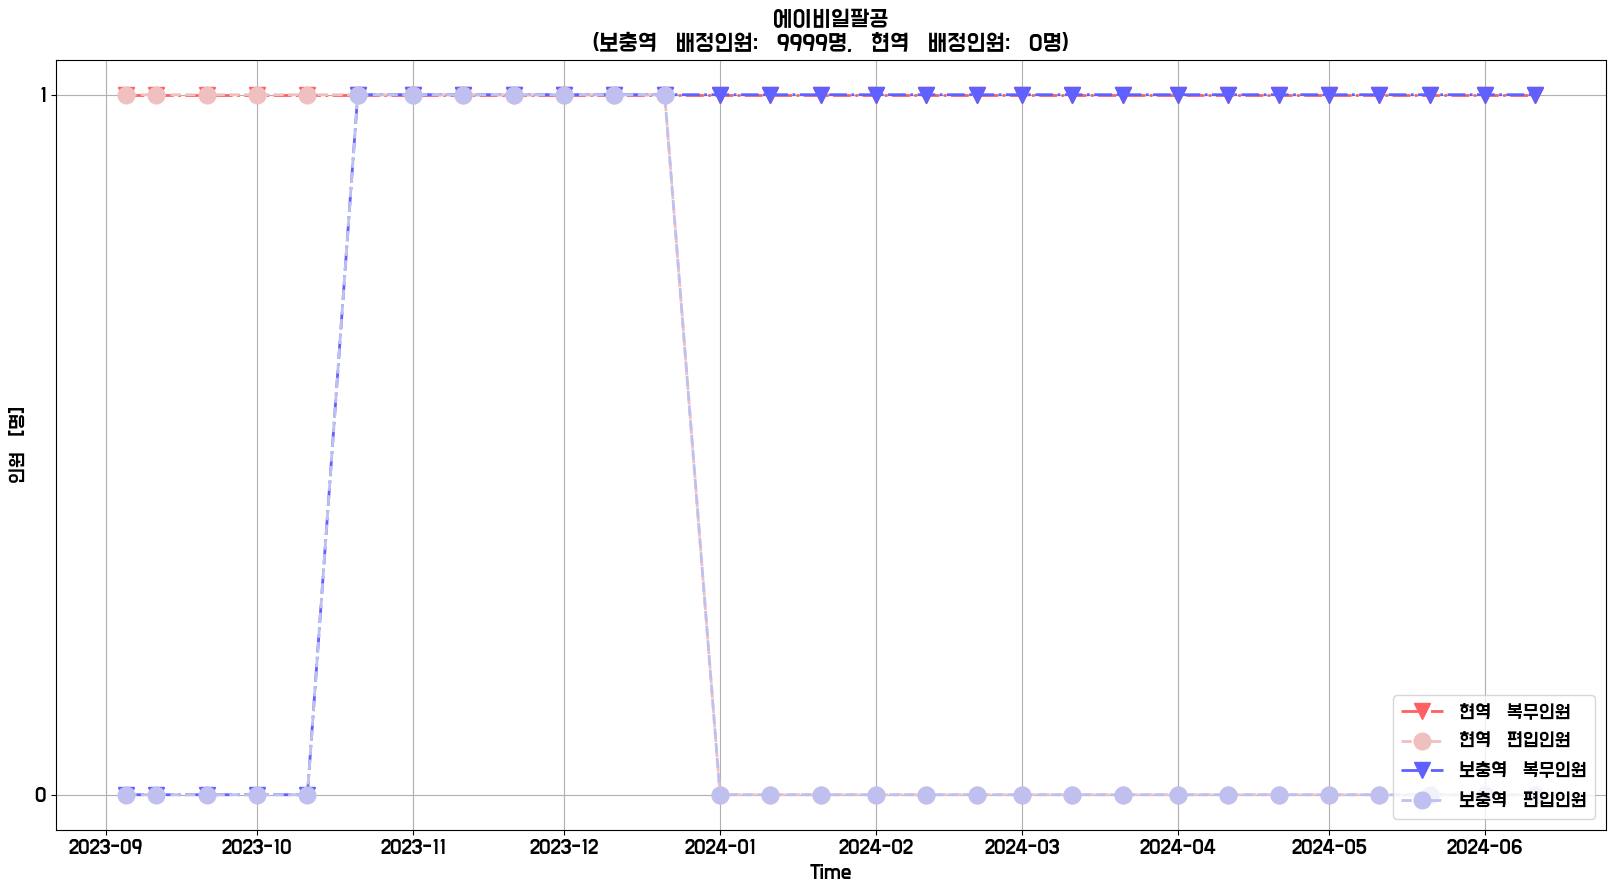 에이비일팔공
(보충역 배정인원: 9999명, 현역 배정인원: 0명)
1
인원 [명]
0
현역 복무인원
현역 편입인원
보충역 복무인원
보충역 편입인원
2023-09 2023-10 2023-11 2023-12 2024-01 2024-02 2024-03 2024-04 2024-05 2024-06
Time